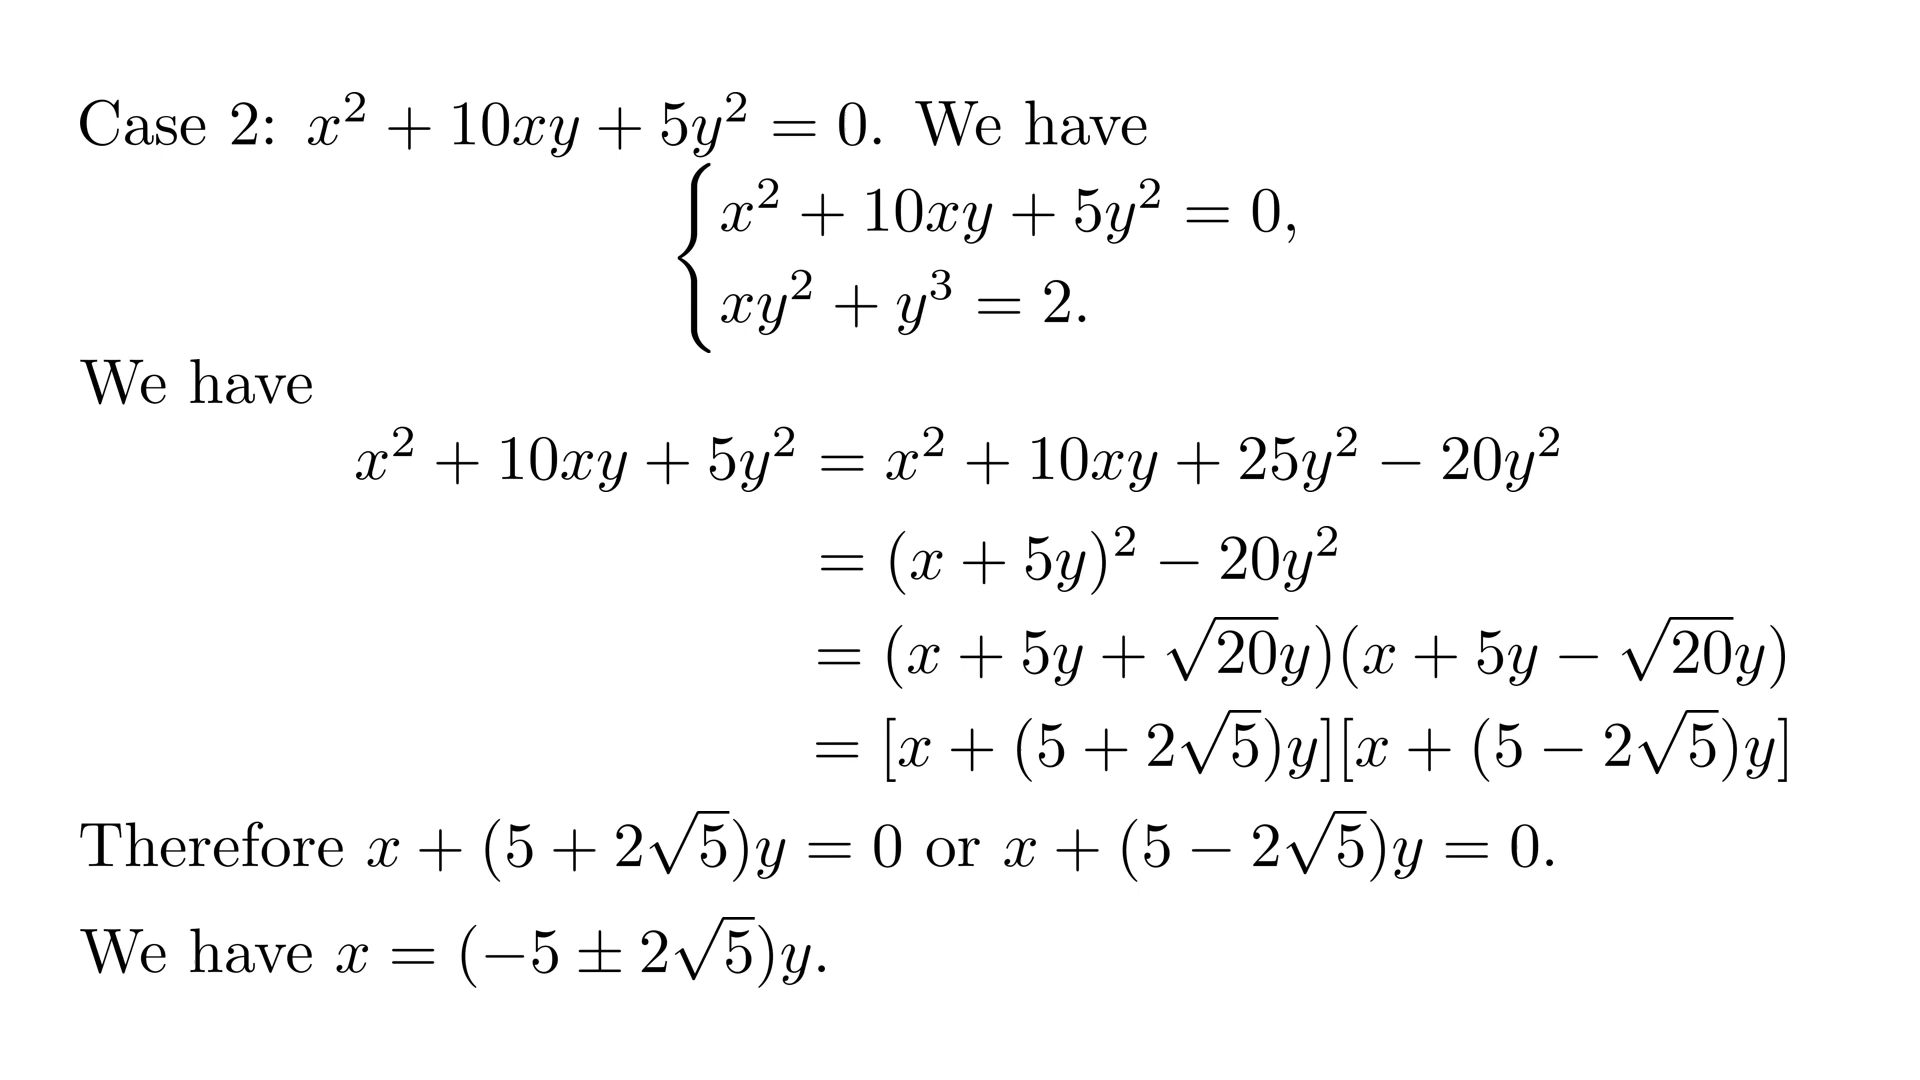 Case 2: x² + 10xy + 5y² = 0. We have
{ x² + 10xy + 5y² = 0,
xy² + y³ = 2.
We have
x² + 10xy + 5y² = x² + 10xy + 25y² − 20y²
= (x + 5y)² − 20y²
= (x + 5y + √20y)(x + 5y − √20y)
= [x + (5 + 2√5)y][x + (5 − 2√5)y]
Therefore x + (5 + 2√5)y = 0 or x + (5 − 2√5)y = 0.
We have x = (−5 ± 2√5)y.